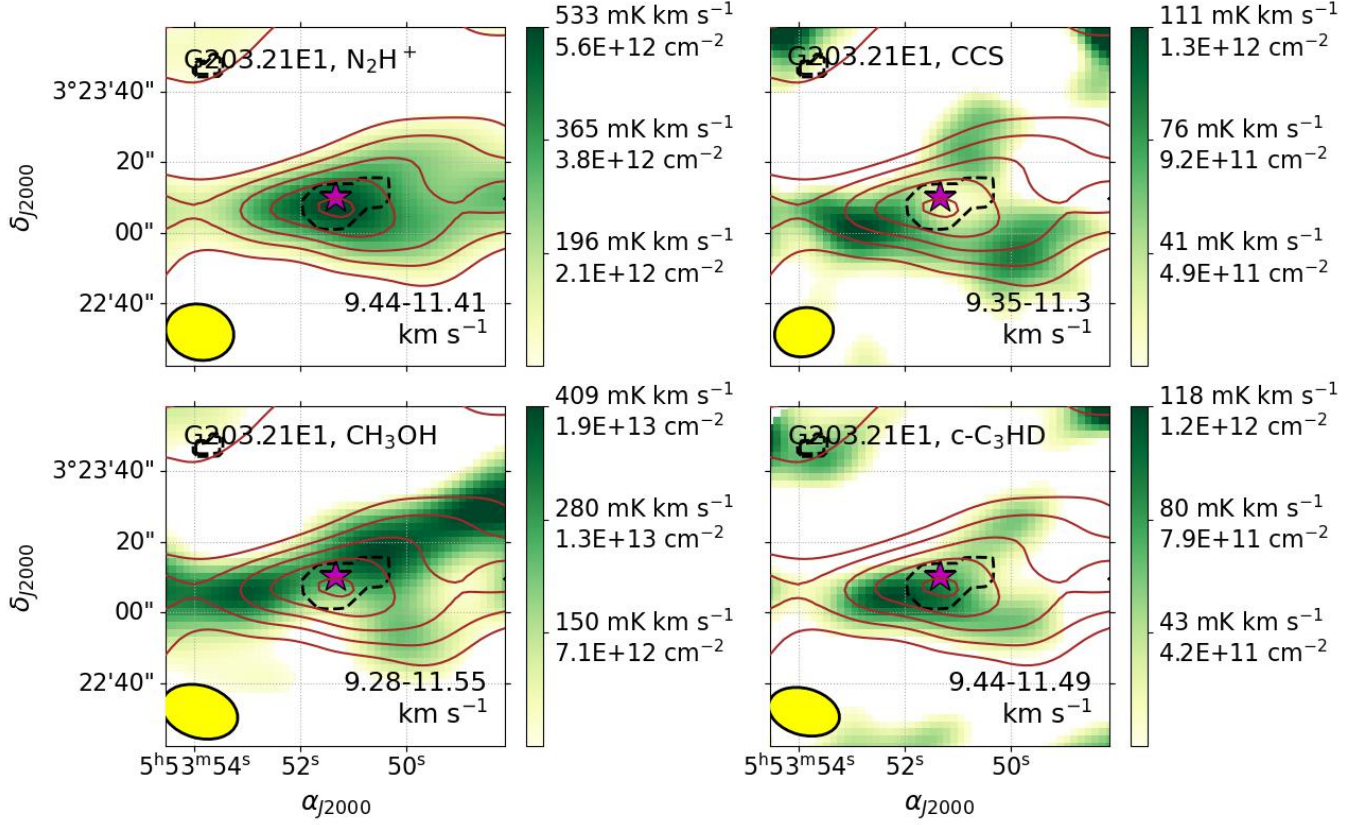 G203.21E1, N₂H⁺
533 mK km s⁻¹
5.6E+12 cm⁻²
365 mK km s⁻¹
3.8E+12 cm⁻²
196 mK km s⁻¹
2.1E+12 cm⁻²
3°23'40"
20"
00"
22'40"
δJ2000
9.44-11.41
km s⁻¹
G203.21E1, CCS
111 mK km s⁻¹
1.3E+12 cm⁻²
76 mK km s⁻¹
9.2E+11 cm⁻²
41 mK km s⁻¹
4.9E+11 cm⁻²
9.35-11.3
km s⁻¹
G203.21E1, CH₃OH
409 mK km s⁻¹
1.9E+13 cm⁻²
280 mK km s⁻¹
1.3E+13 cm⁻²
150 mK km s⁻¹
7.1E+12 cm⁻²
3°23'40"
20"
00"
22'40"
δJ2000
9.28-11.55
km s⁻¹
5ʰ53ᵐ54ˢ 52ˢ 50ˢ
αJ2000
G203.21E1, c-C₃HD
118 mK km s⁻¹
1.2E+12 cm⁻²
80 mK km s⁻¹
7.9E+11 cm⁻²
43 mK km s⁻¹
4.2E+11 cm⁻²
9.44-11.49
km s⁻¹
5ʰ53ᵐ54ˢ 52ˢ 50ˢ
αJ2000